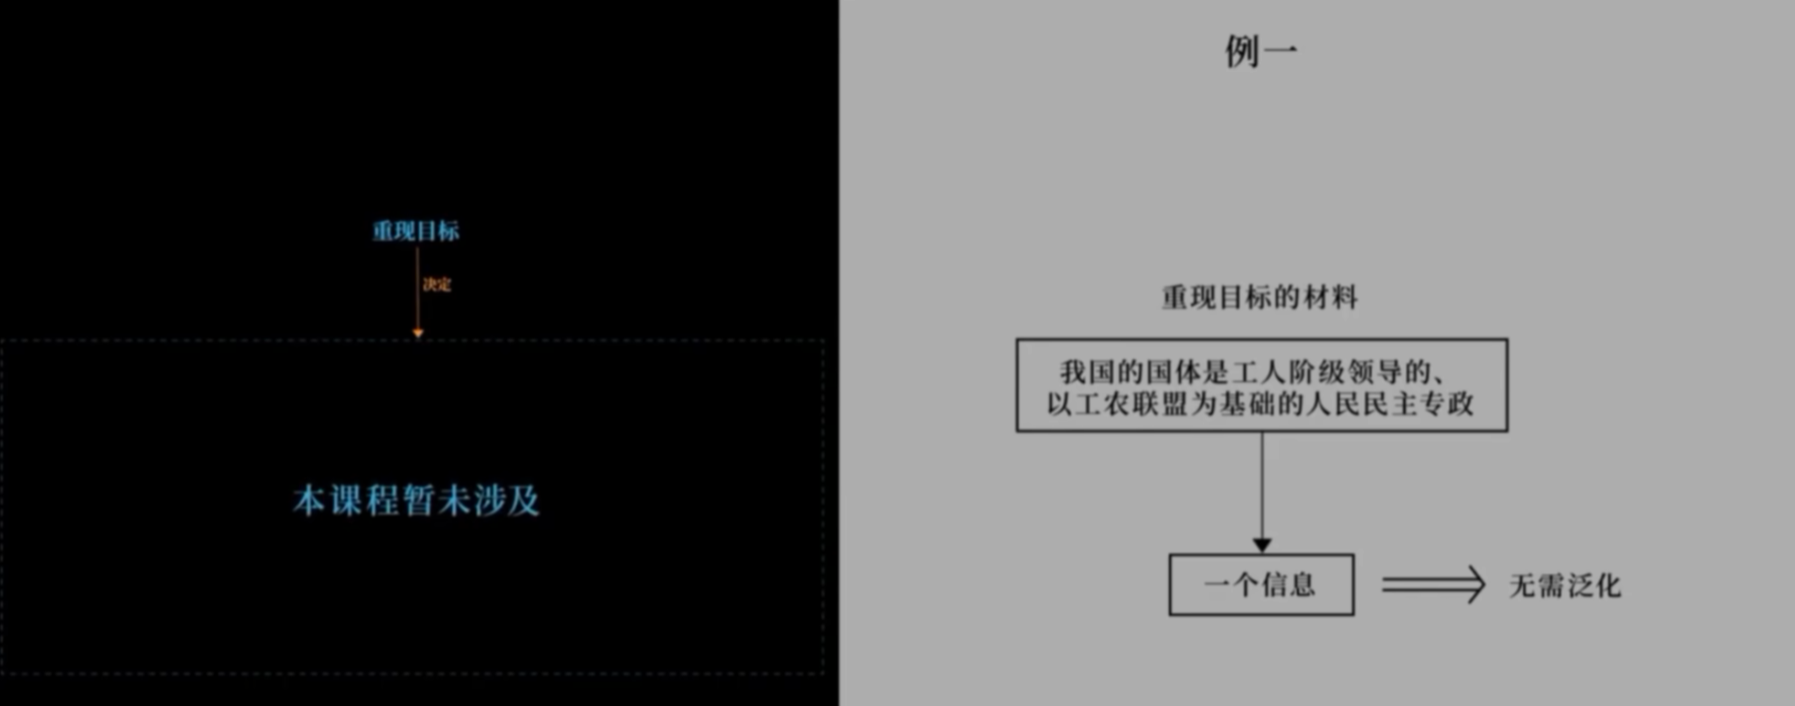 重现目标
决定
本课程暂未涉及
例一
重现目标的材料
我国的国体是工人阶级领导的、
以工农联盟为基础的人民民主专政
一个信息
无需泛化